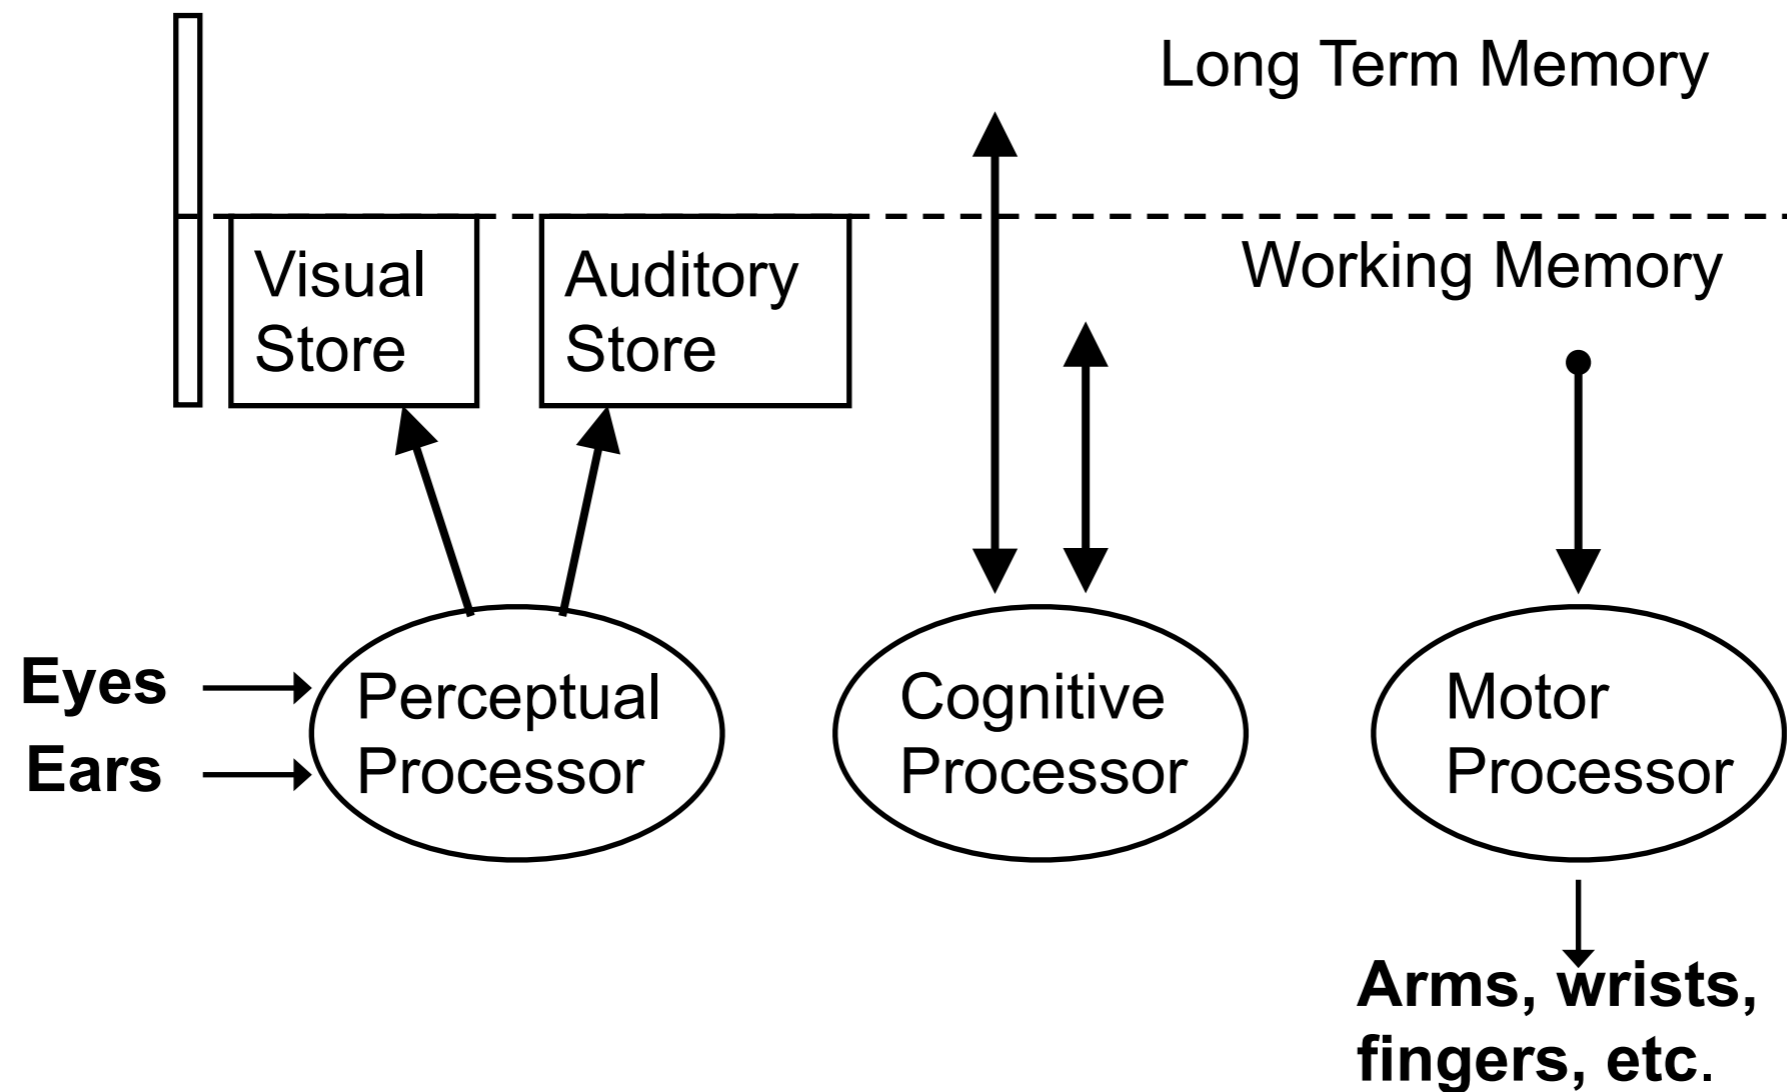 Long Term Memory
Working Memory
Visual
Store
Auditory
Store
Eyes
Ears
Perceptual
Processor
Cognitive
Processor
Motor
Processor
Arms, wrists,
fingers, etc.